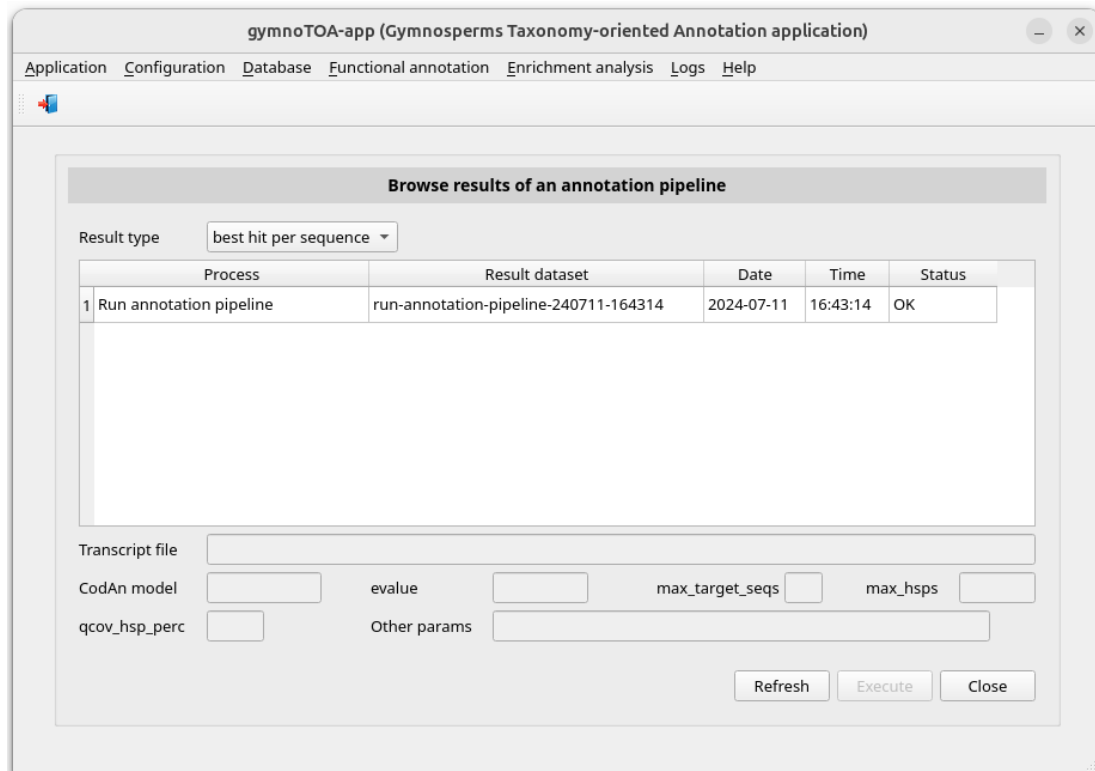 gymnoTOA-app (Gymnosperms Taxonomy-oriented Annotation application)
Application Configuration Database Functional annotation Enrichment analysis Logs Help
Browse results of an annotation pipeline
Result type best hit per sequence
Process Result dataset Date Time Status
1 Run annotation pipeline run-annotation-pipeline-240711-164314 2024-07-11 16:43:14 OK
Transcript file
CodAn model evalue max_target_seqs max_hsps
qcov_hsp_perc Other params
Refresh Execute Close